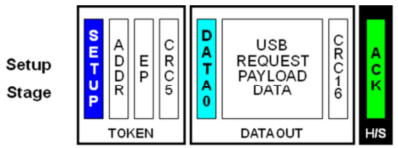 Setup
Stage
SETUP
ADDR
EP
CRC5
TOKEN
DATA0
USB
REQUEST
PAYLOAD
DATA
CRC16
DATA OUT
ACK
H/S